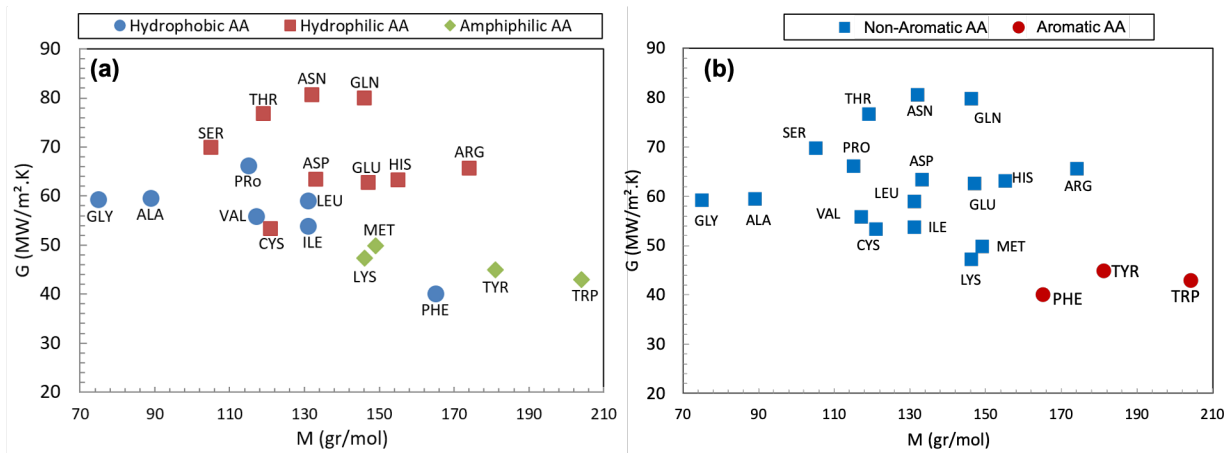 Hydrophobic AA Hydrophilic AA Amphiphilic AA
(a)
G (MW/m².K)
90
80
70
60
50
40
30
20
ASN
GLN
THR
SER
PRo
ASP
GLU
HIS
ARG
GLY
ALA
VAL
CYS
LEU
ILE
MET
LYS
PHE
TYR
TRP
70 90 110 130 150 170 190 210
M (gr/mol)
Non-Aromatic AA Aromatic AA
(b)
G (MW/m².K)
90
80
70
60
50
40
30
20
THR
ASN
GLN
SER
PRO
ASP
HIS
GLU
ARG
GLY
ALA
LEU
VAL
CYS
ILE
MET
LYS
PHE
TYR
TRP
70 90 110 130 150 170 190 210
M (gr/mol)